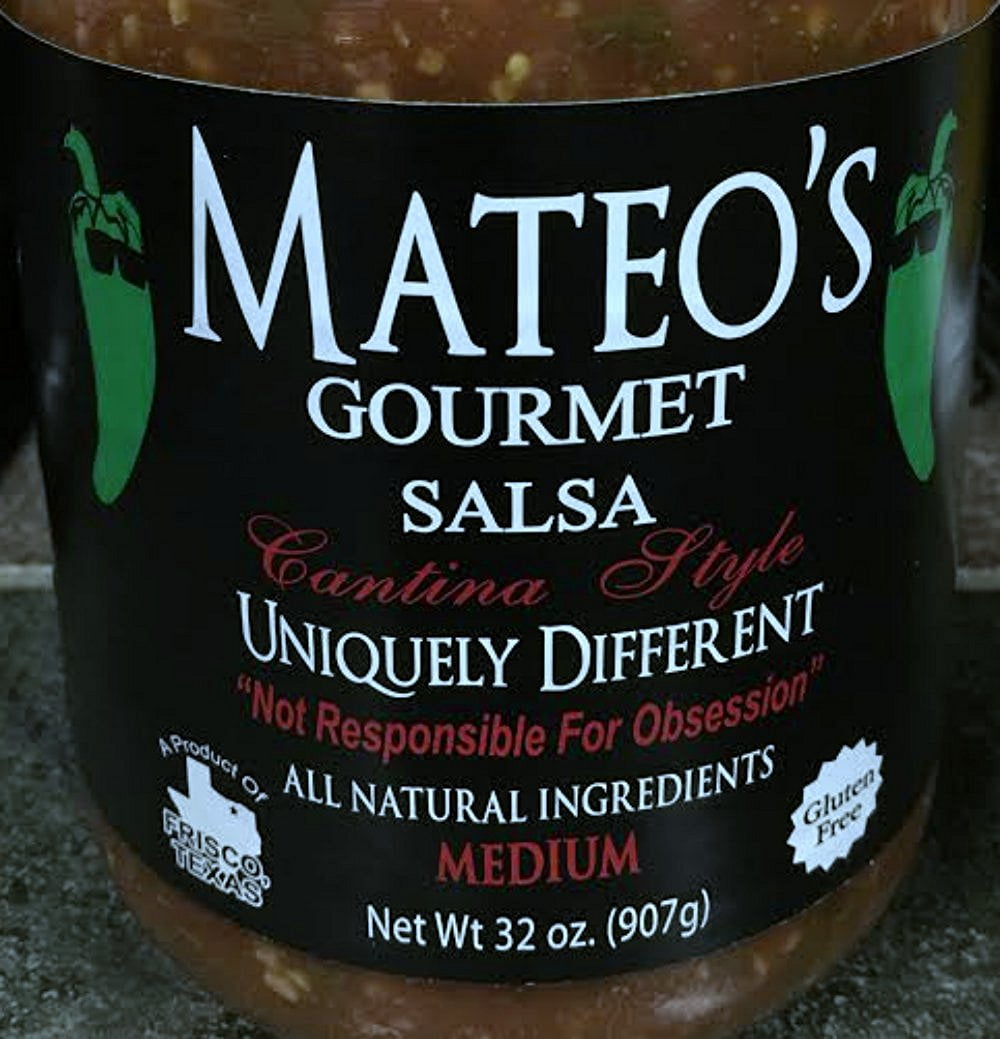 MATEO'S
GOURMET
SALSA
Cantina Style
UNIQUELY DIFFERENT
“Not Responsible For Obsession”
A Product Of
FRISCO,
TEXAS
ALL NATURAL INGREDIENTS
MEDIUM
Net Wt 32 oz. (907g)
Gluten
Free